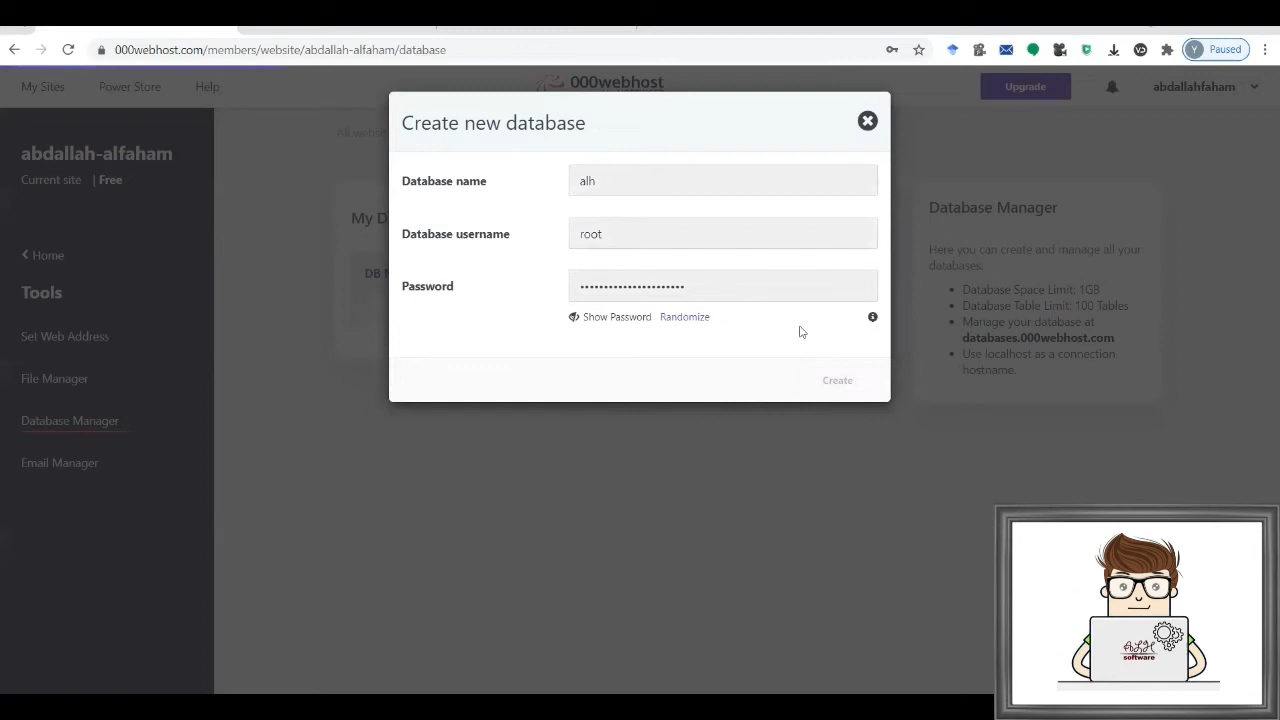 000webhost.com/members/website/abdallah-alfaham/database
Y Paused
My Sites
Power Store
Help
000webhost
Upgrade
abdallahfaham
abdallah-alfaham
Current site | Free
Home
Tools
Set Web Address
File Manager
Database Manager
Email Manager
My D
Create new database
Database name
alh
Database username
root
Password
••••••••••••••••••••••
Show Password Randomize
Create
Database Manager
Here you can create and manage all your
databases.
Database Space Limit: 1GB
Database Table Limit: 100 Tables
Manage your database at
databases.000webhost.com
Use localhost as a connection
hostname.
ALH
software